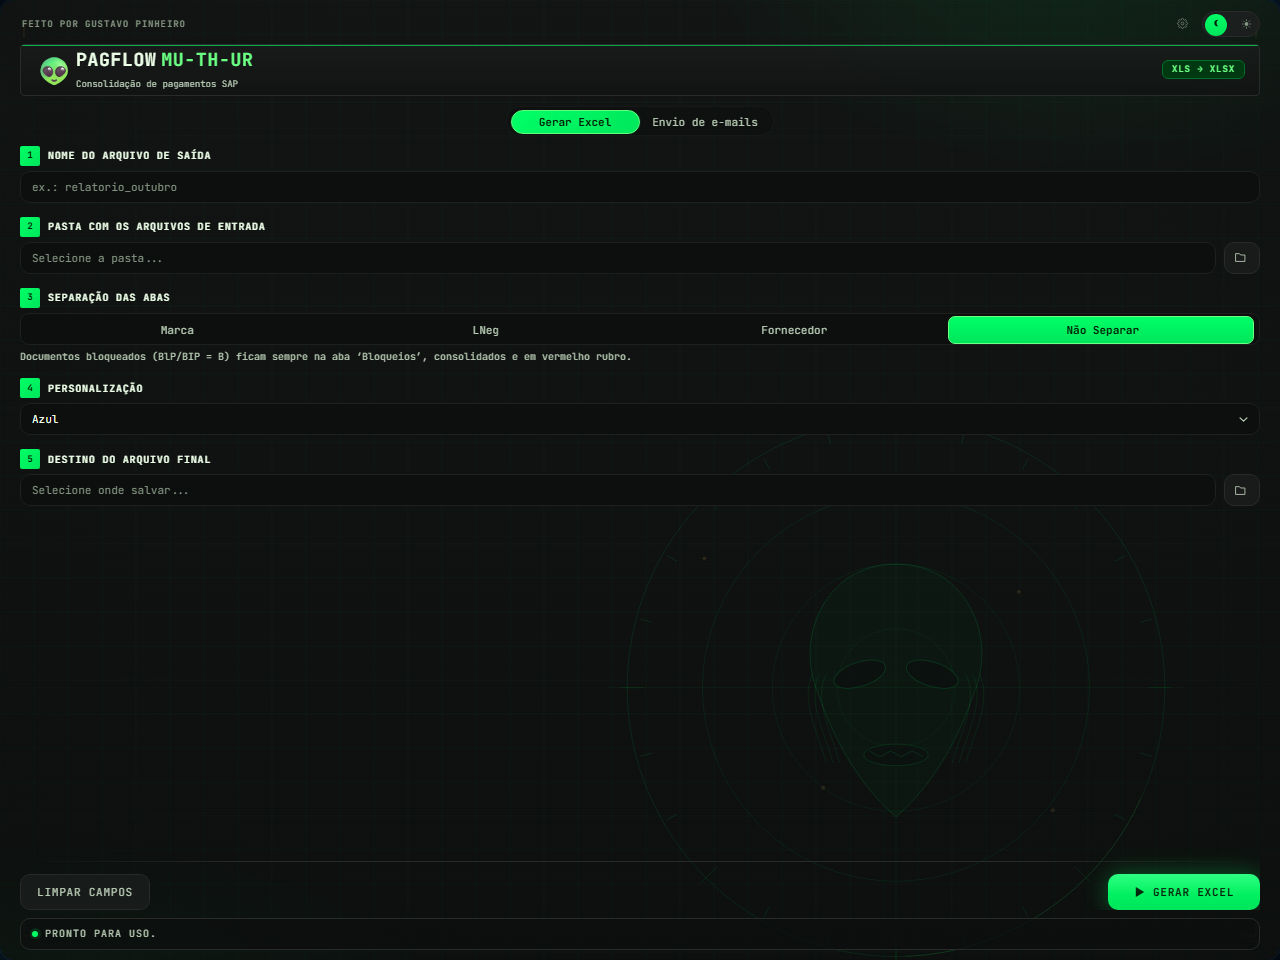 FEITO POR GUSTAVO PINHEIRO
PAGFLOW MU-TH-UR
Consolidação de pagamentos SAP
XLS → XLSX
Gerar Excel
Envio de e-mails
1 NOME DO ARQUIVO DE SAÍDA
ex.: relatorio_outubro
2 PASTA COM OS ARQUIVOS DE ENTRADA
Selecione a pasta...
3 SEPARAÇÃO DAS ABAS
Marca
LNeg
Fornecedor
Não Separar
Documentos bloqueados (BlP/BIP = B) ficam sempre na aba ‘Bloqueios’, consolidados e em vermelho rubro.
4 PERSONALIZAÇÃO
Azul
5 DESTINO DO ARQUIVO FINAL
Selecione onde salvar...
LIMPAR CAMPOS
▶ GERAR EXCEL
PRONTO PARA USO.